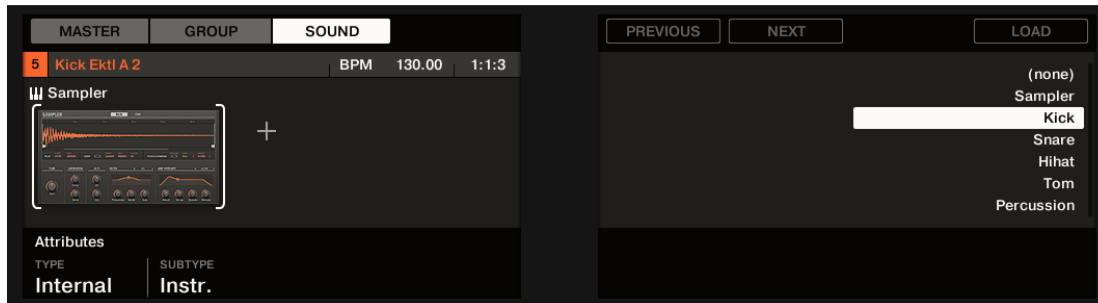 MASTER GROUP SOUND
5 Kick Ektl A 2 BPM 130.00 1:1:3
Sampler
SAMPLER
+
Attributes
TYPE SUBTYPE
Internal Instr.
PREVIOUS NEXT LOAD
(none)
Sampler
Kick
Snare
Hihat
Tom
Percussion